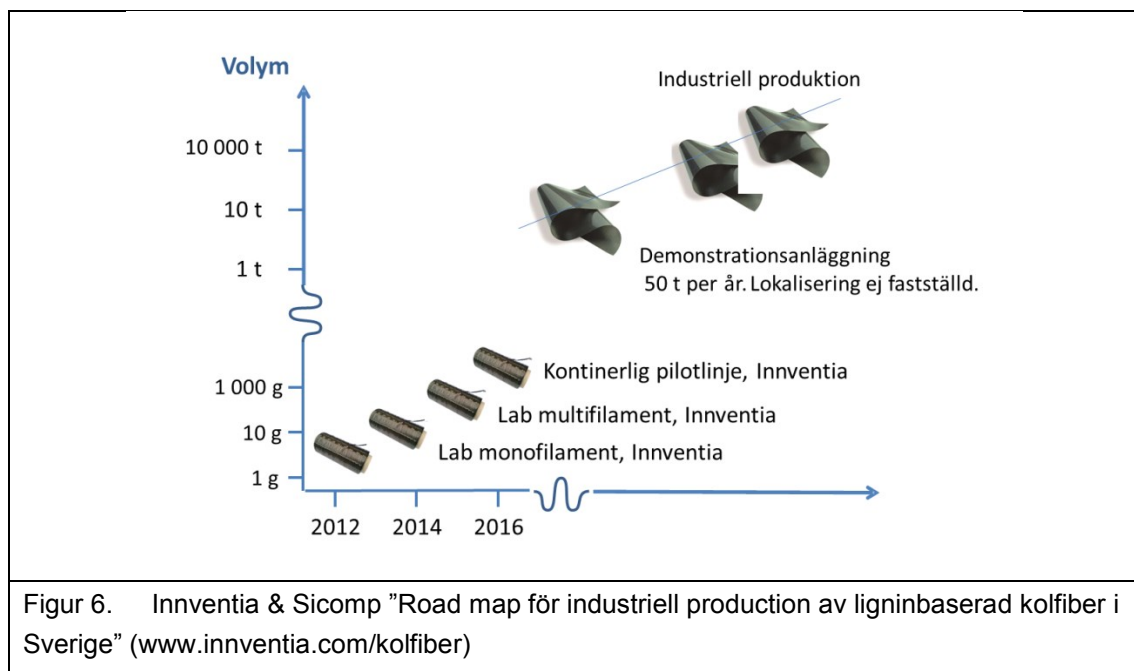 Volym
Industriell produktion
10 000 t
10 t
Demonstrationsanläggning
50 t per år. Lokalisering ej fastställd.
1 t
Kontinerlig pilotlinje, Innventia
1 000 g
Lab multifilament, Innventia
10 g
Lab monofilament, Innventia
1 g
2012 2014 2016
Figur 6. Innventia & Sicomp ”Road map för industriell production av ligninbaserad kolfiber i
Sverige” (www.innventia.com/kolfiber)